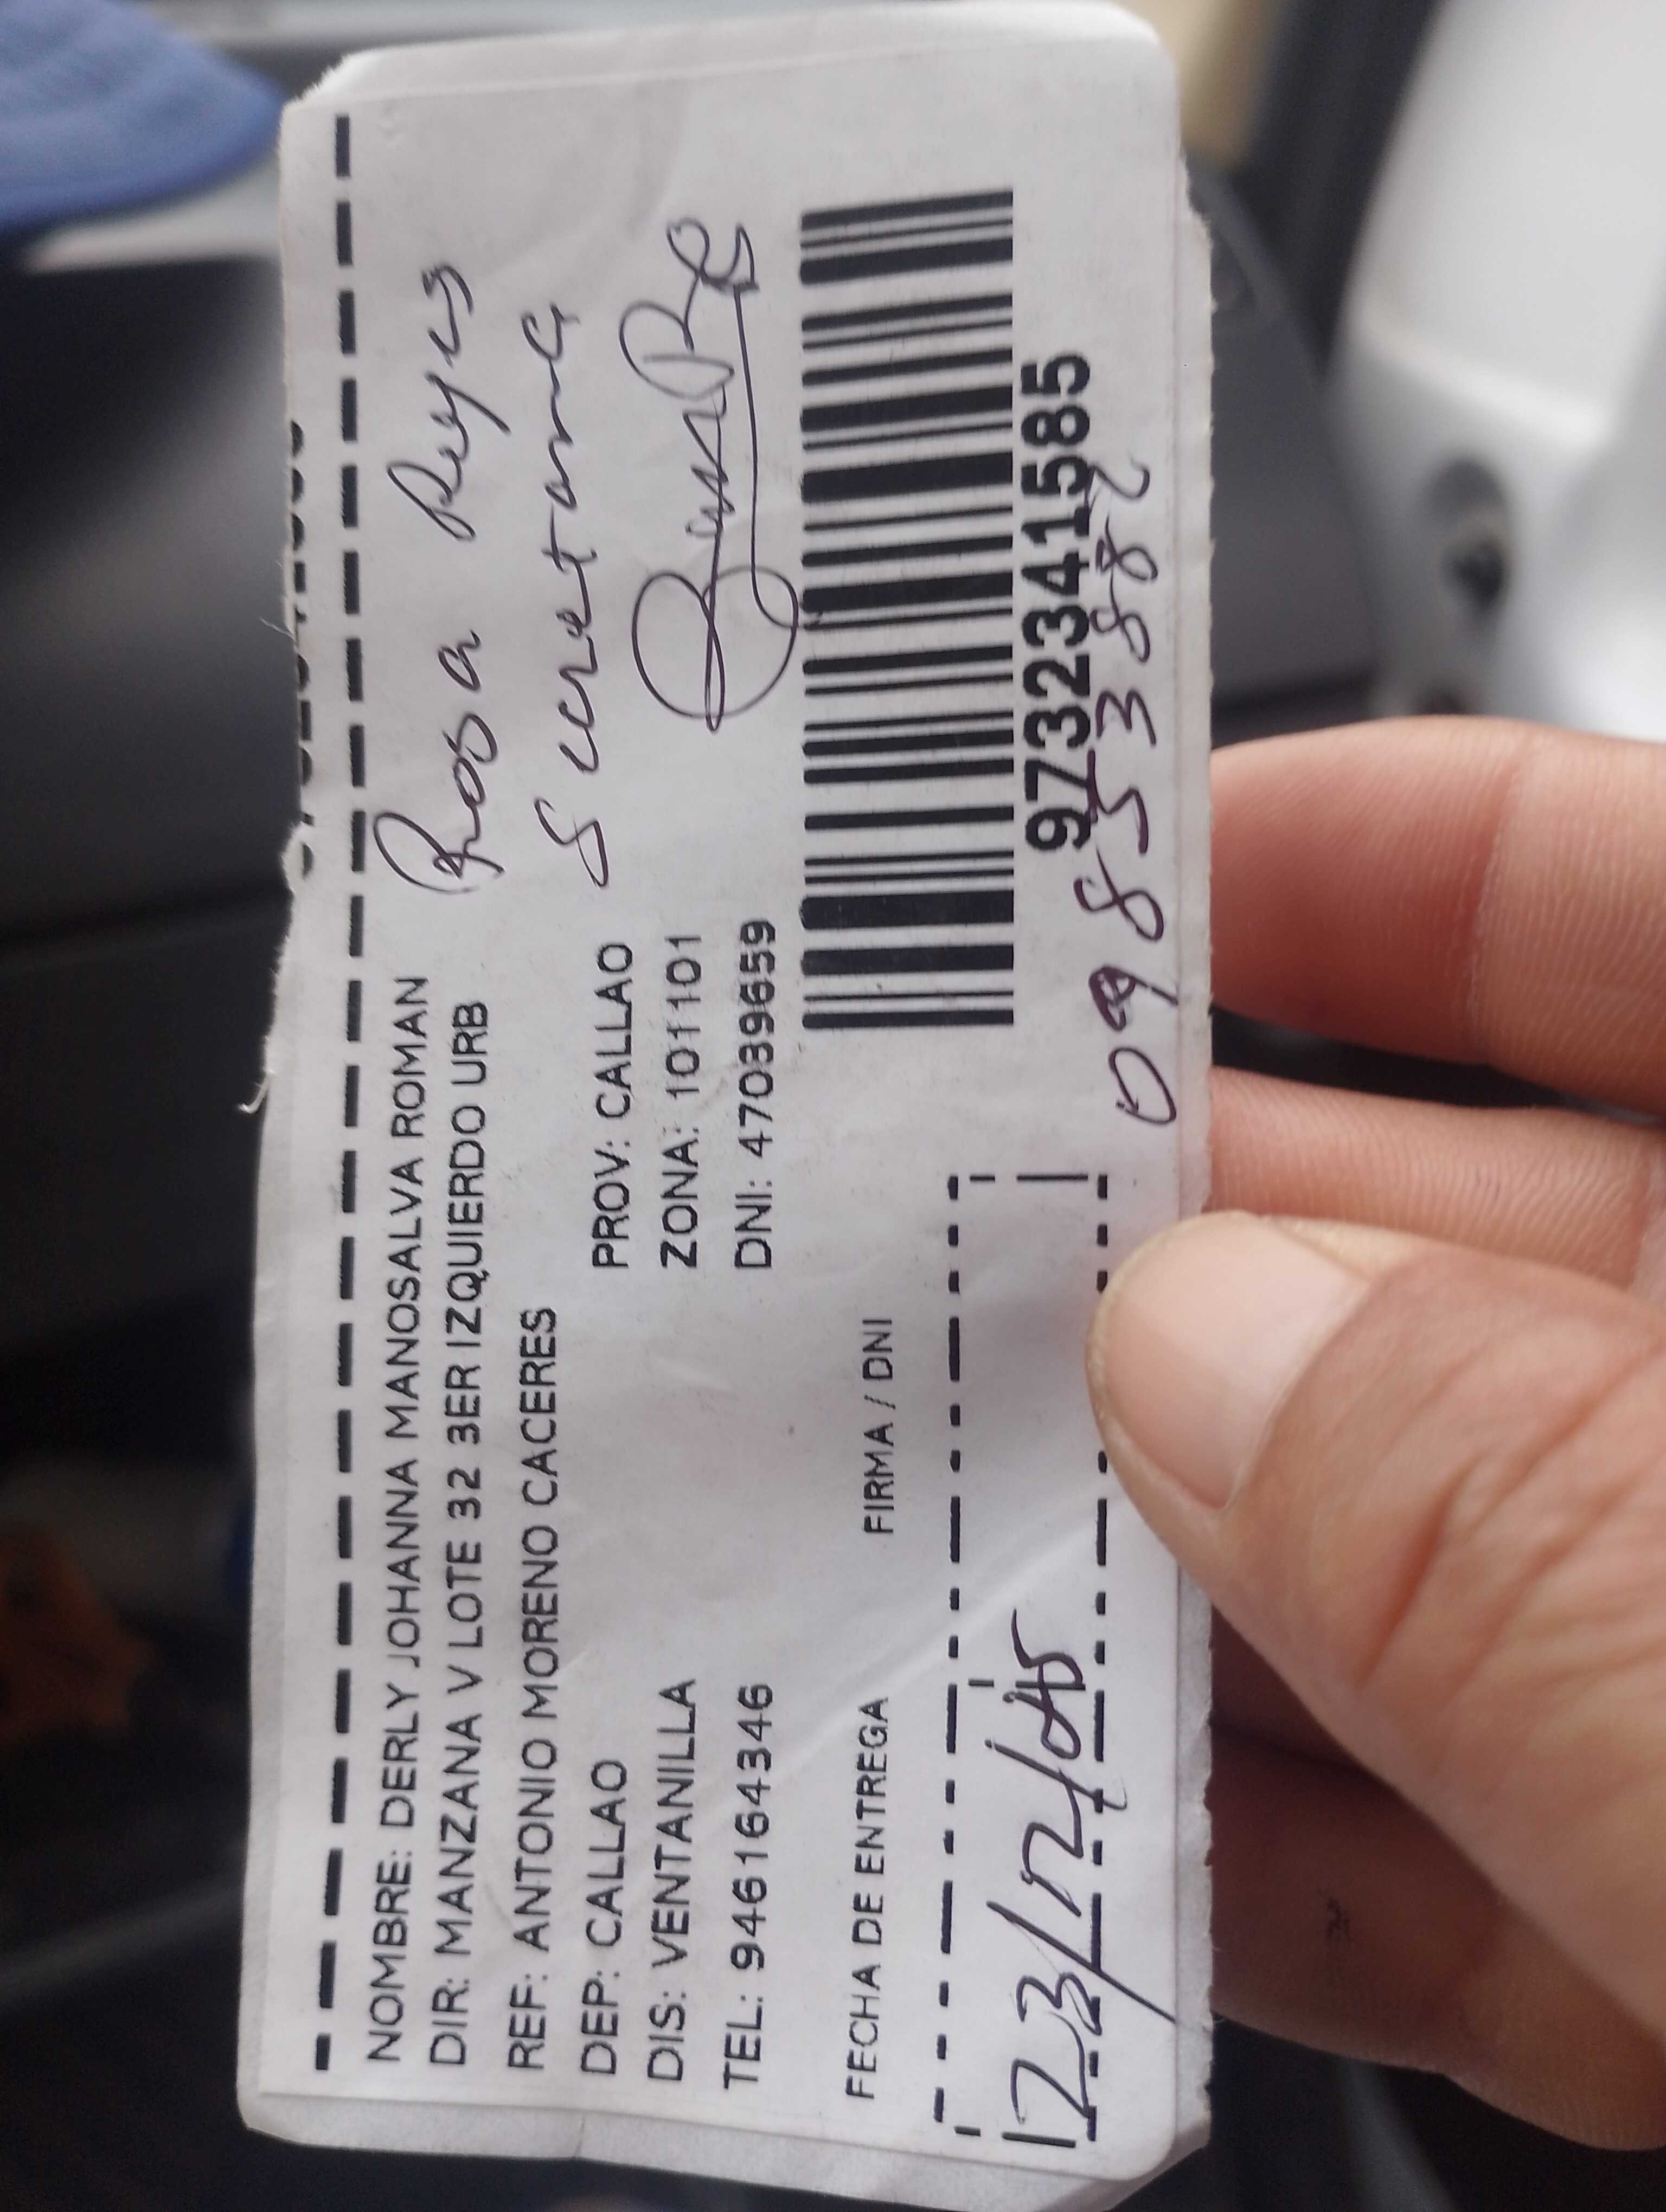 NOMBRE: DERLY JOHANNA MANOSALVA ROMAN
DIR: MANZANA V LOTE 32 3ER IZQUIERDO URB
REF: ANTONIO MORENO CACERES
DEP: CALLAO PROV: CALLAO
DIS: VENTANILLA ZONA: 101101
TEL: 946164346 DNI: 47039659
Rosa Reyes
Secretaria
FECHA DE ENTREGA FIRMA / DNI
9732341585
23/12/
09853882